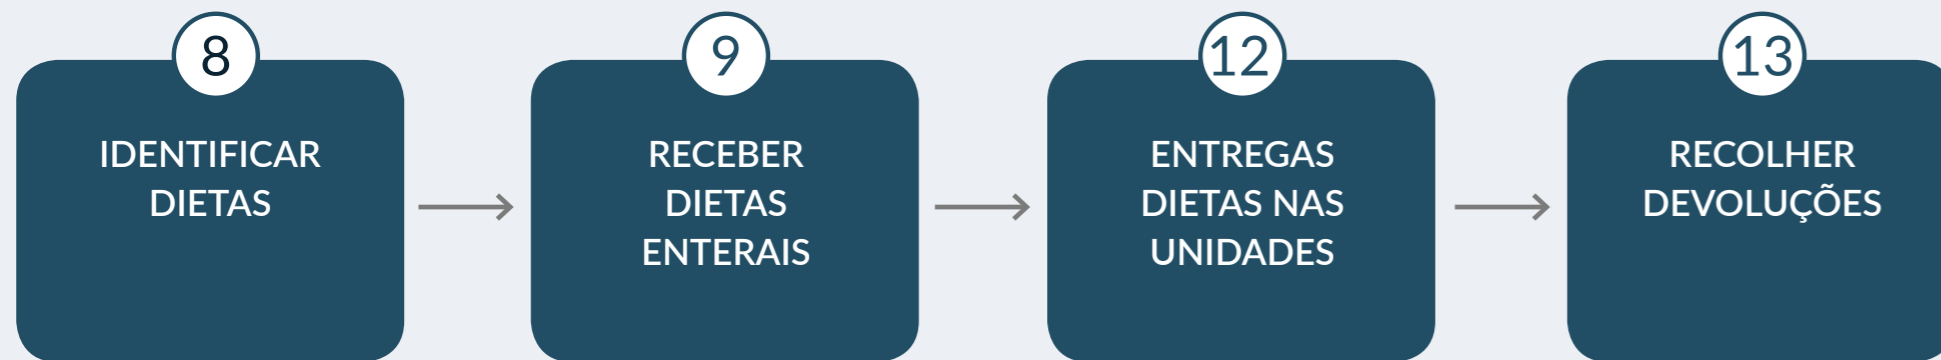 8
IDENTIFICAR
DIETAS
9
RECEBER
DIETAS
ENTERAIS
12
ENTREGAS
DIETAS NAS
UNIDADES
13
RECOLHER
DEVOLUÇÕES